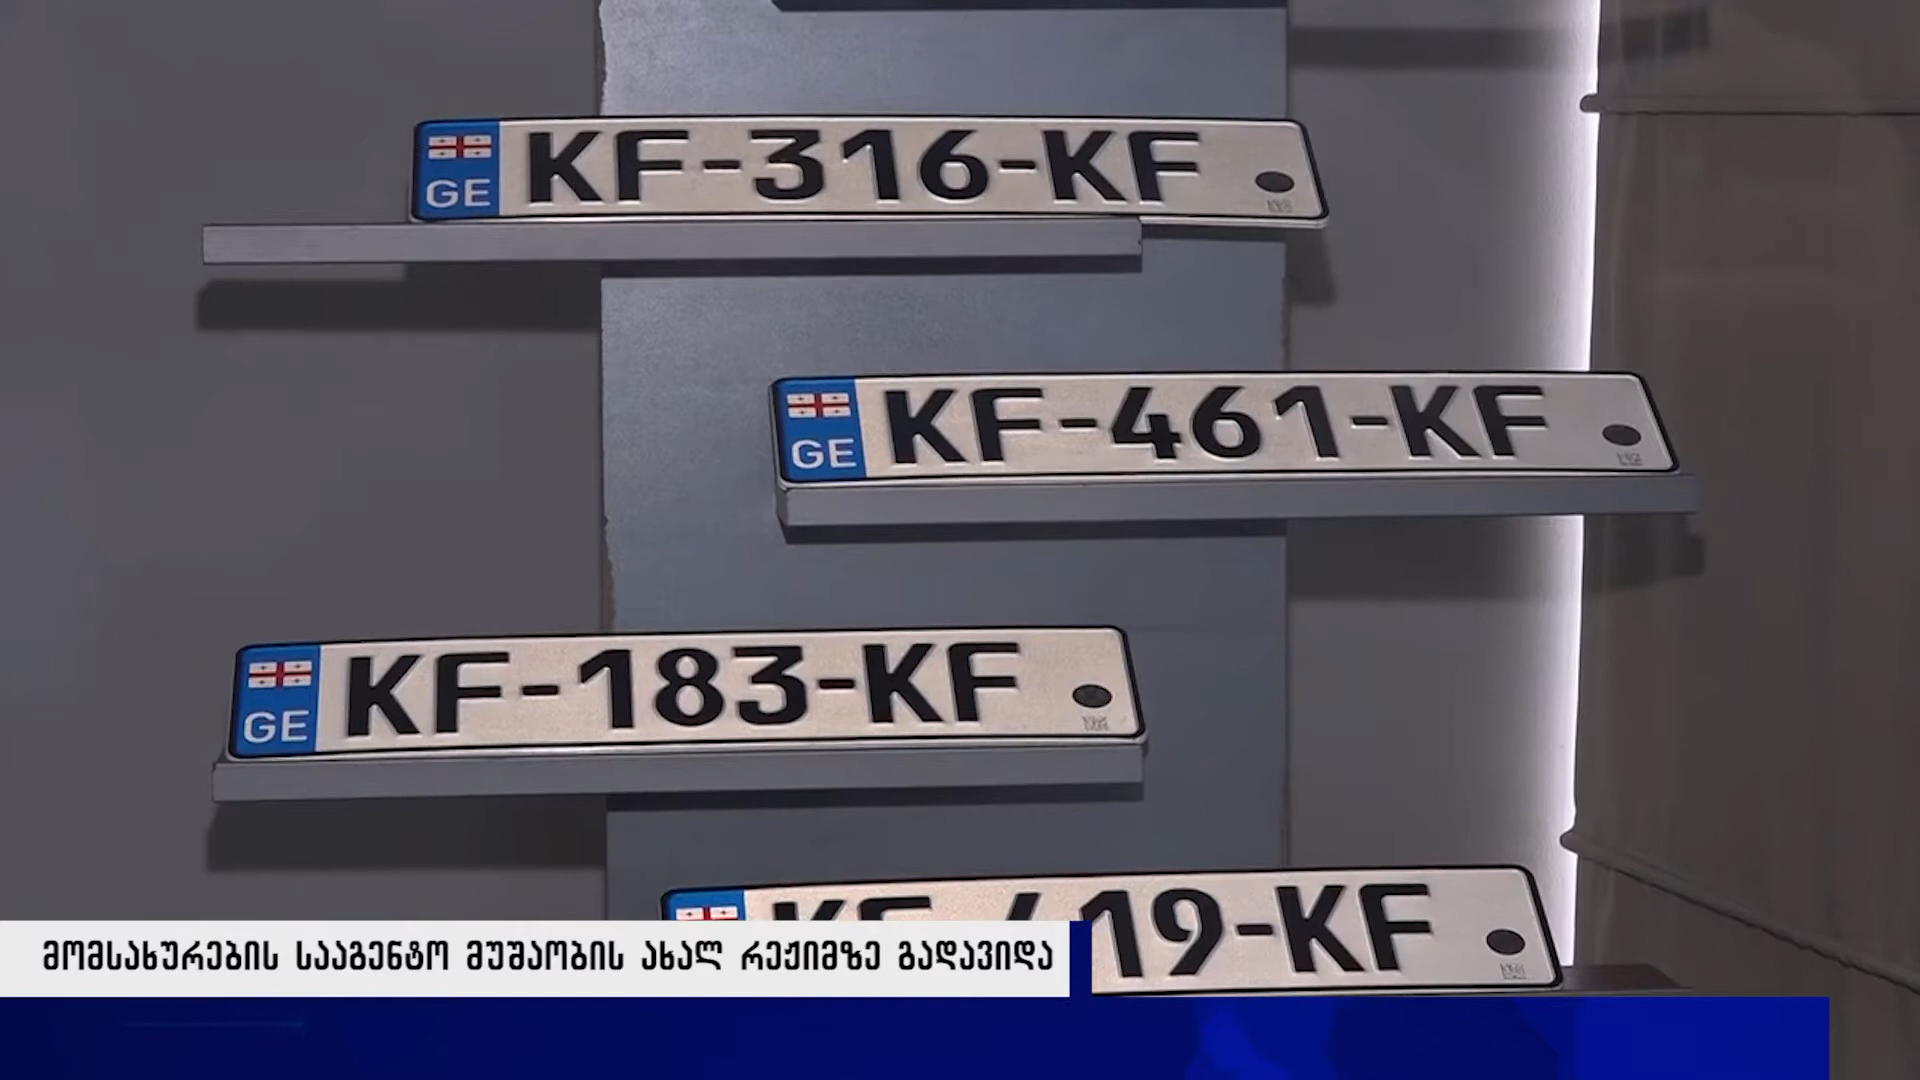 GE KF-316-KF
GE KF-461-KF
GE KF-183-KF
19-KF
მომსახურების სააგენტო მუშაობის ახალ რეჟიმზე გადავიდა